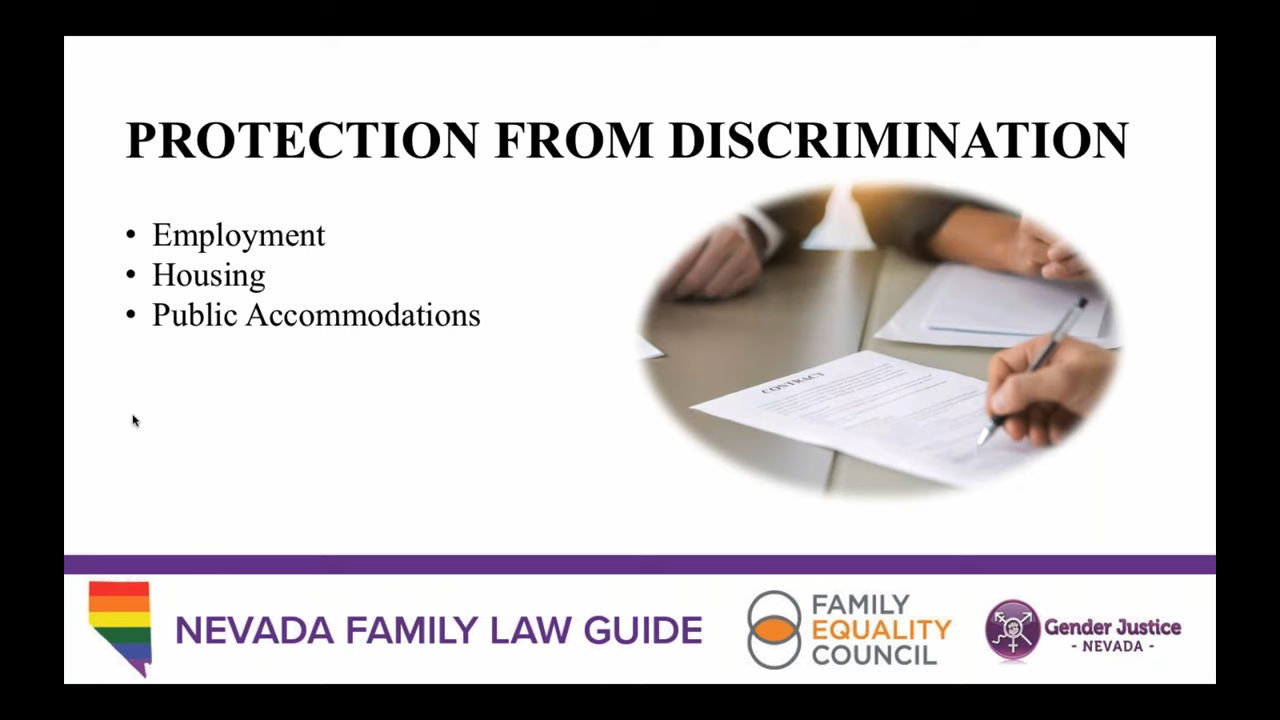 PROTECTION FROM DISCRIMINATION
• Employment
• Housing
• Public Accommodations
CONTRACT
NEVADA FAMILY LAW GUIDE
FAMILY
EQUALITY
COUNCIL
Gender Justice
- NEVADA -